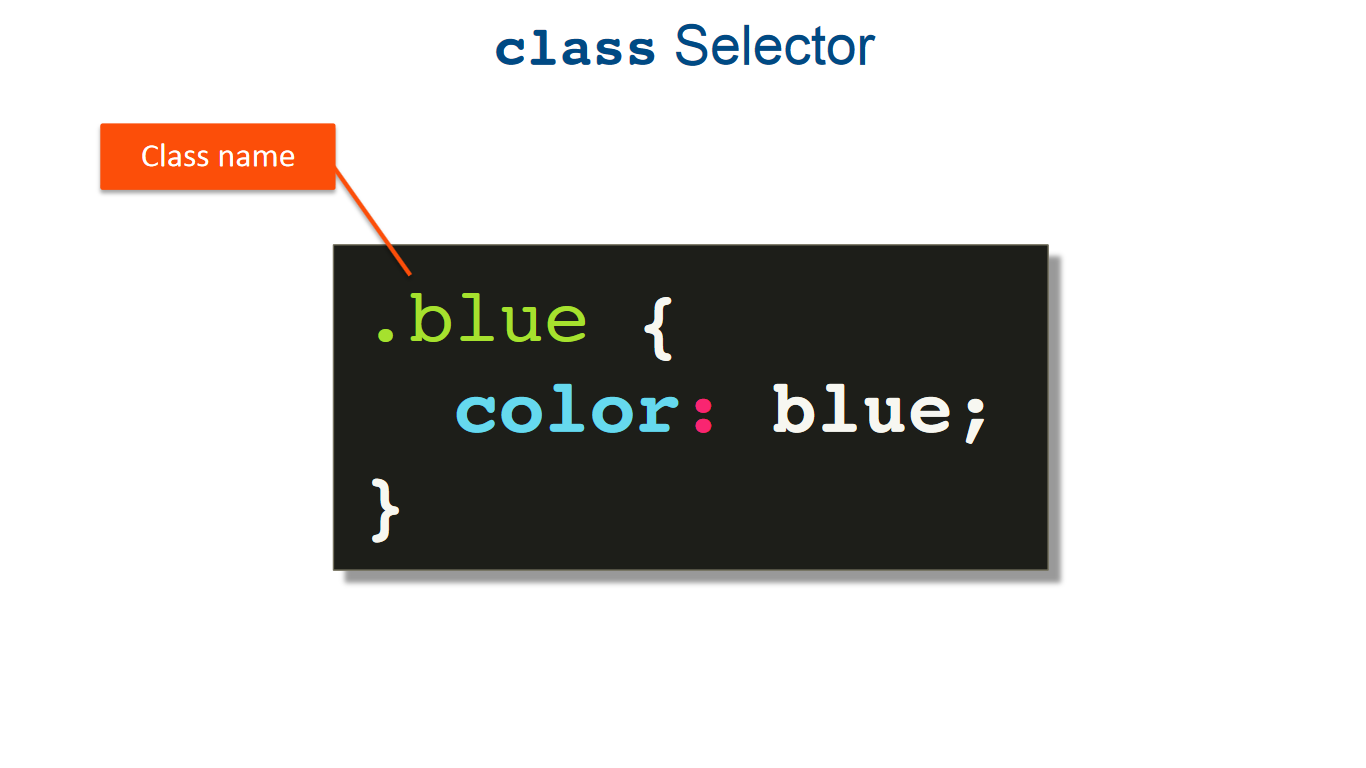 class Selector
Class name
.blue {
color: blue;
}